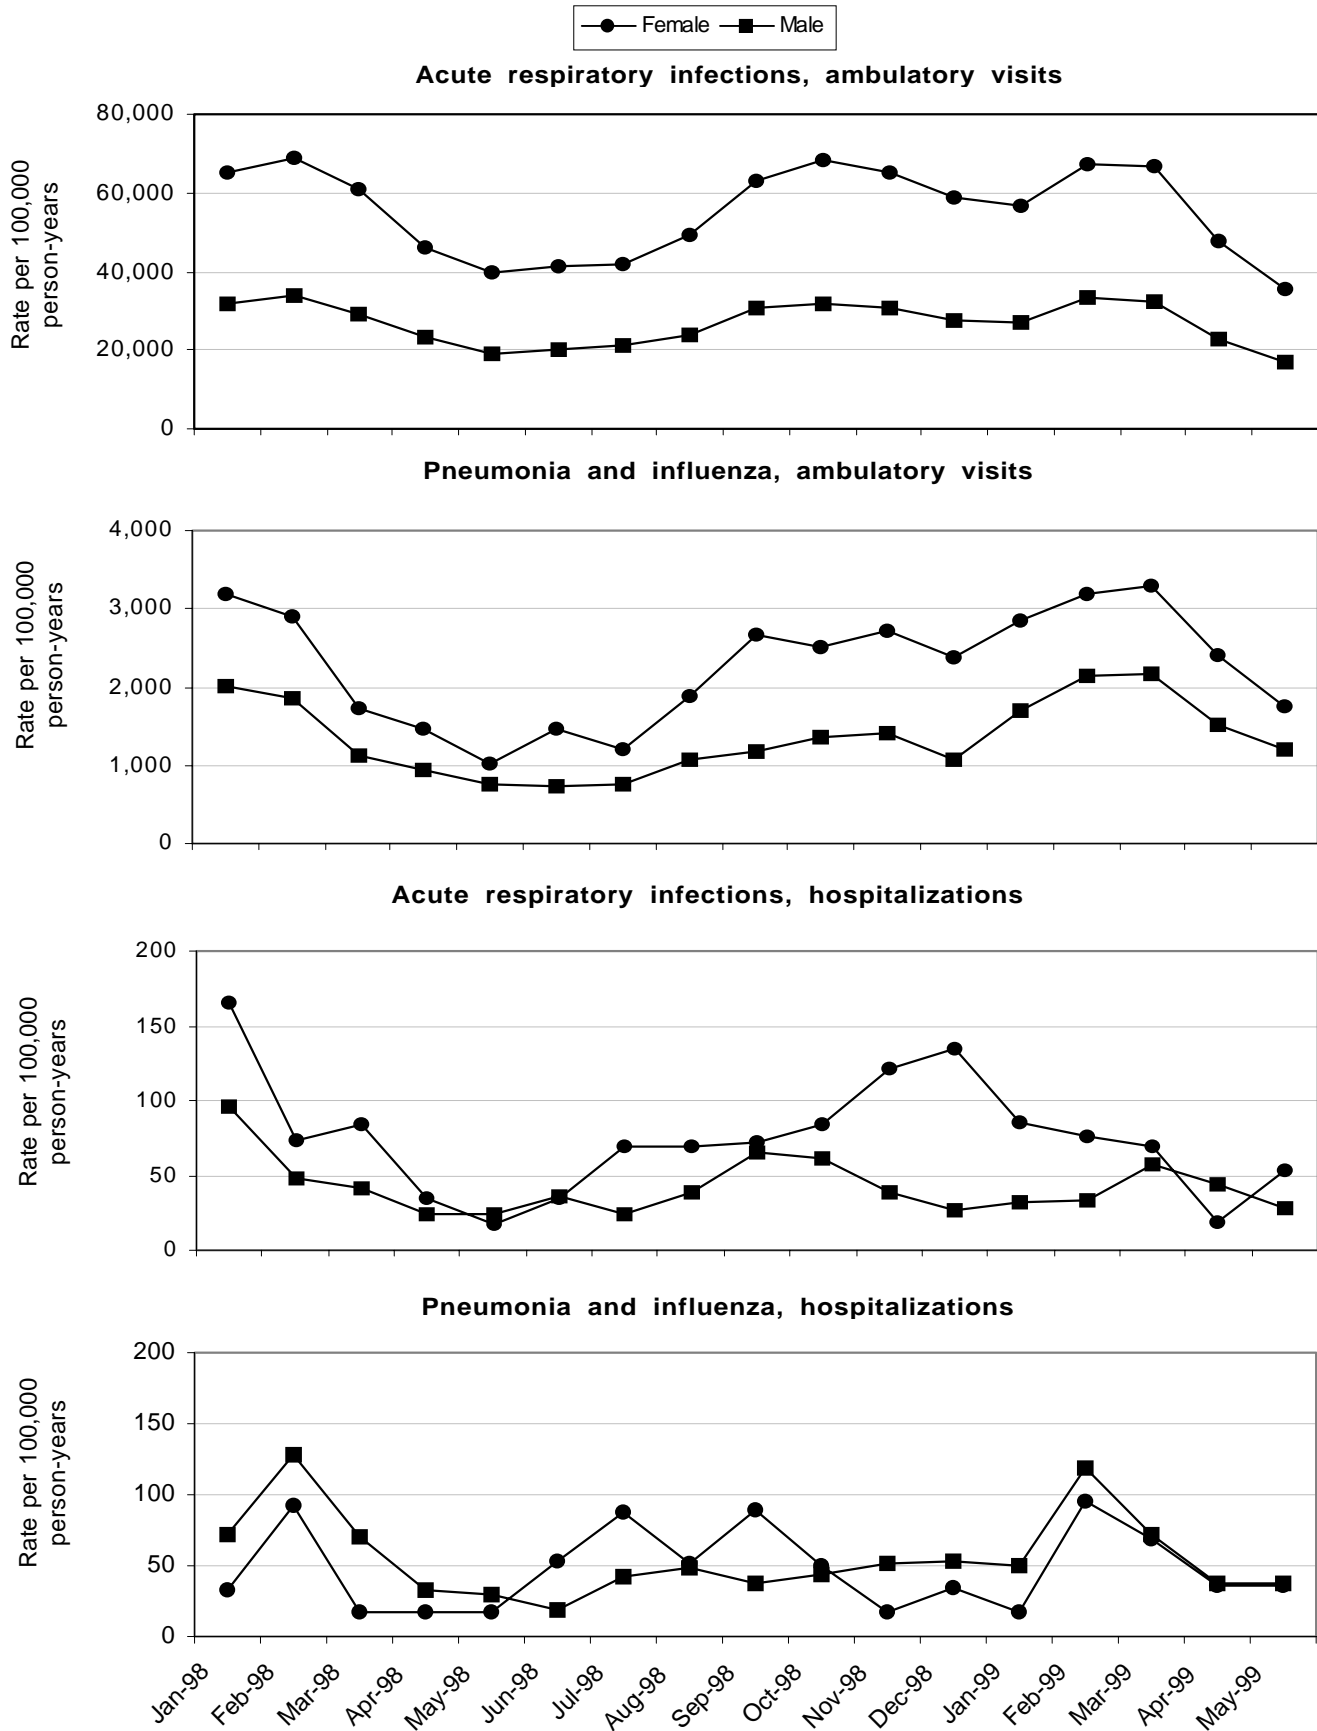 Female Male
Acute respiratory infections, ambulatory visits
Rate per 100,000
person-years
80,000
60,000
40,000
20,000
0
Pneumonia and influenza, ambulatory visits
Rate per 100,000
person-years
4,000
3,000
2,000
1,000
0
Acute respiratory infections, hospitalizations
Rate per 100,000
person-years
200
150
100
50
0
Pneumonia and influenza, hospitalizations
Rate per 100,000
person-years
200
150
100
50
0
Jan-98
Feb-98
Mar-98
Apr-98
May-98
Jun-98
Jul-98
Aug-98
Sep-98
Oct-98
Nov-98
Dec-98
Jan-99
Feb-99
Mar-99
Apr-99
May-99